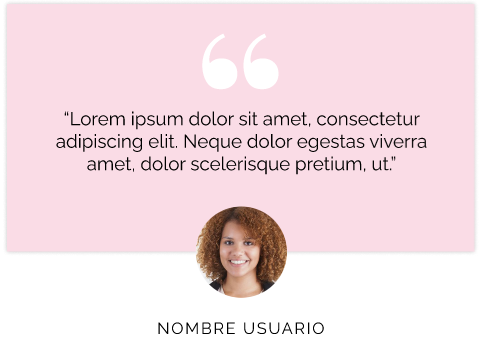 “Lorem ipsum dolor sit amet, consectetur
adipiscing elit. Neque dolor egestas viverra
amet, dolor scelerisque pretium, ut.”
NOMBRE USUARIO